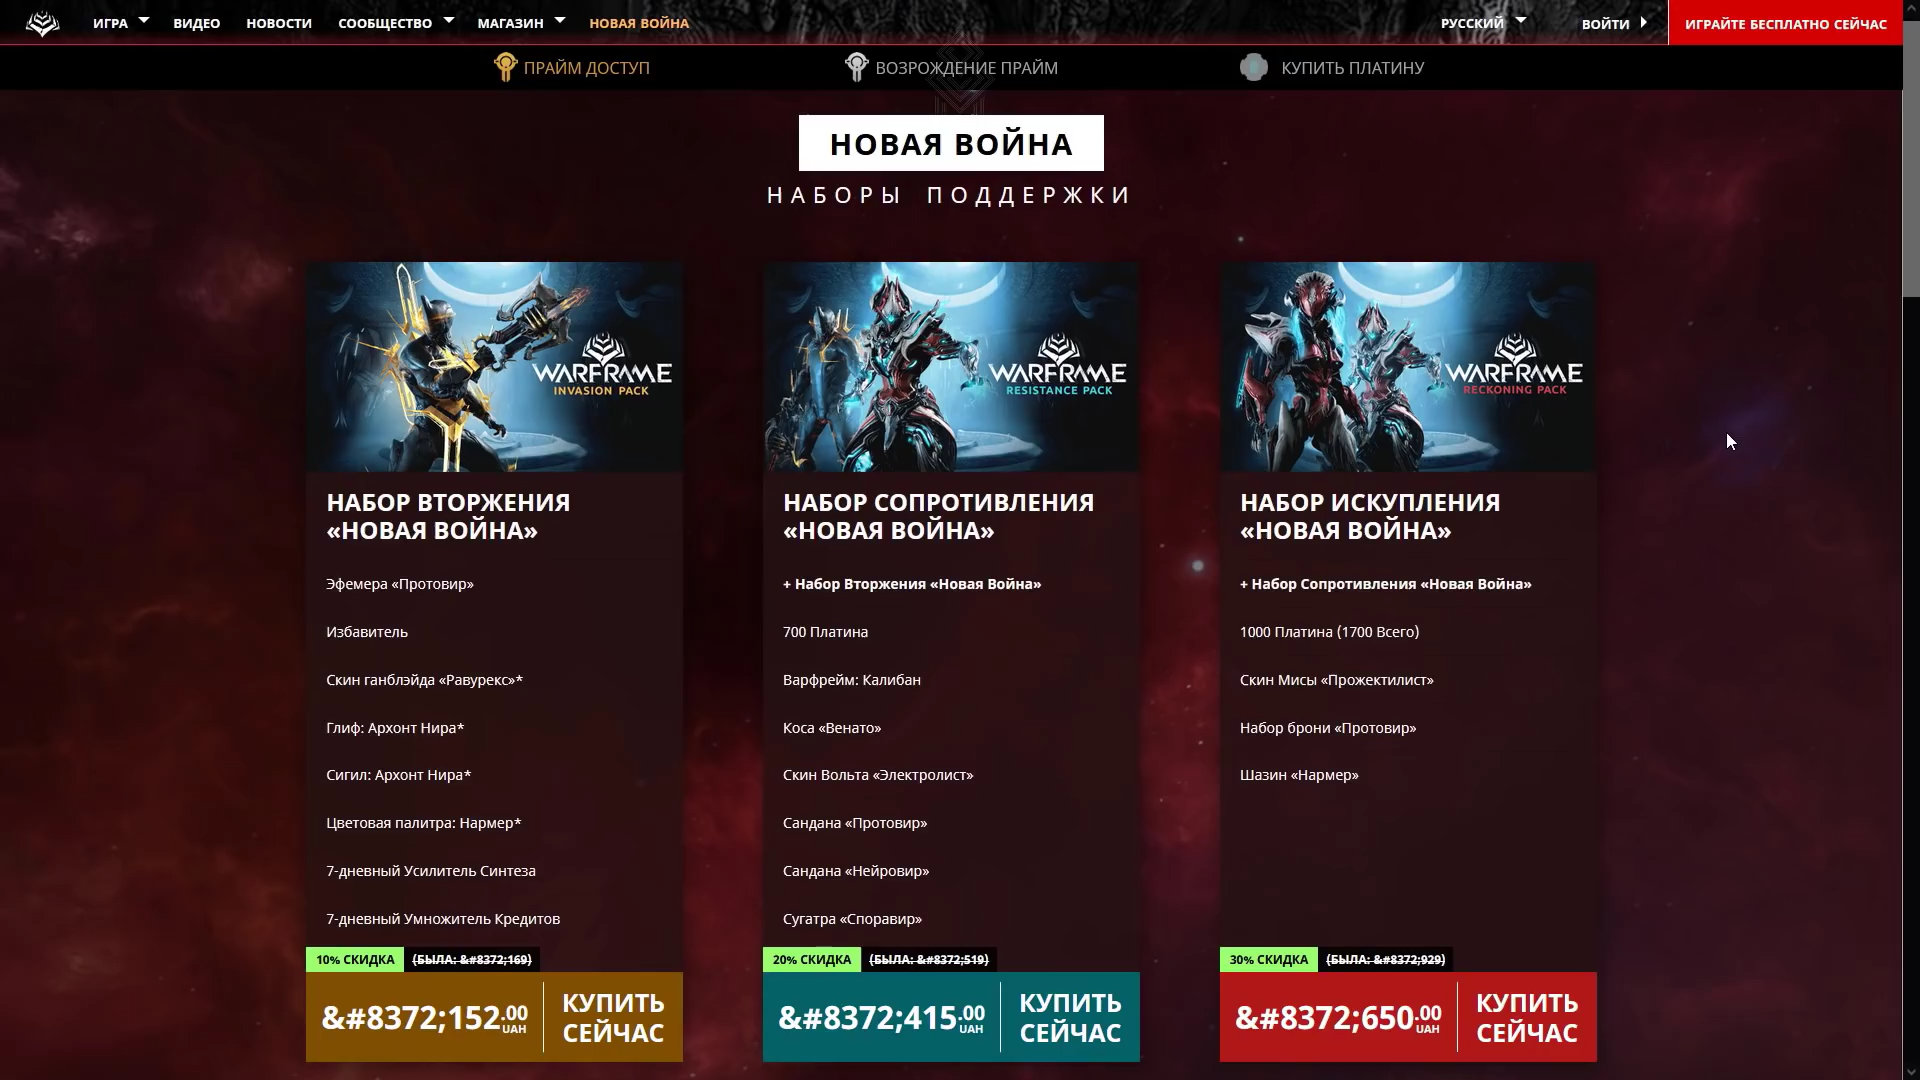 ИГРА ВИДЕО НОВОСТИ СООБЩЕСТВО МАГАЗИН НОВАЯ ВОЙНА РУССКИЙ ВОЙТИ ИГРАЙТЕ БЕСПЛАТНО СЕЙЧАС
ПРАЙМ ДОСТУП ВОЗРОЖДЕНИЕ ПРАЙМ КУПИТЬ ПЛАТИНУ
НОВАЯ ВОЙНА
НАБОРЫ ПОДДЕРЖКИ
WARFRAME
INVASION PACK
НАБОР ВТОРЖЕНИЯ
«НОВАЯ ВОЙНА»
Эфемера «Протовир»
Избавитель
Скин ганблэйда «Равурекс»*
Глиф: Архонт Нира*
Сигил: Архонт Нира*
Цветовая палитра: Нармер*
7-дневный Усилитель Синтеза
7-дневный Умножитель Кредитов
10% СКИДКА (БЫЛА: &#8372;169)
&#8372;152.00 UAH
КУПИТЬ
СЕЙЧАС
WARFRAME
RESISTANCE PACK
НАБОР СОПРОТИВЛЕНИЯ
«НОВАЯ ВОЙНА»
+ Набор Вторжения «Новая Война»
700 Платина
Варфрейм: Калибан
Коса «Венато»
Скин Вольта «Электролист»
Сандана «Протовир»
Сандана «Нейровир»
Сугатра «Споравир»
20% СКИДКА (БЫЛА: &#8372;519)
&#8372;415.00 UAH
КУПИТЬ
СЕЙЧАС
WARFRAME
RECKONING PACK
НАБОР ИСКУПЛЕНИЯ
«НОВАЯ ВОЙНА»
+ Набор Сопротивления «Новая Война»
1000 Платина (1700 Всего)
Скин Мисы «Прожектилист»
Набор брони «Протовир»
Шазин «Нармер»
30% СКИДКА (БЫЛА: &#8372;929)
&#8372;650.00 UAH
КУПИТЬ
СЕЙЧАС